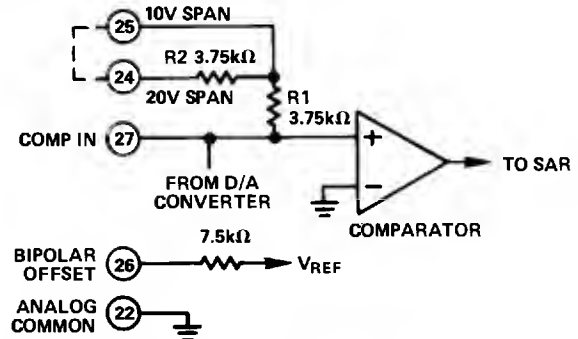 25 10V SPAN
R2 3.75kΩ
24 20V SPAN
R1
3.75kΩ
COMP IN 27
+
−
TO SAR
FROM D/A
CONVERTER
COMPARATOR
7.5kΩ
BIPOLAR
OFFSET 26
VREF
ANALOG
COMMON 22